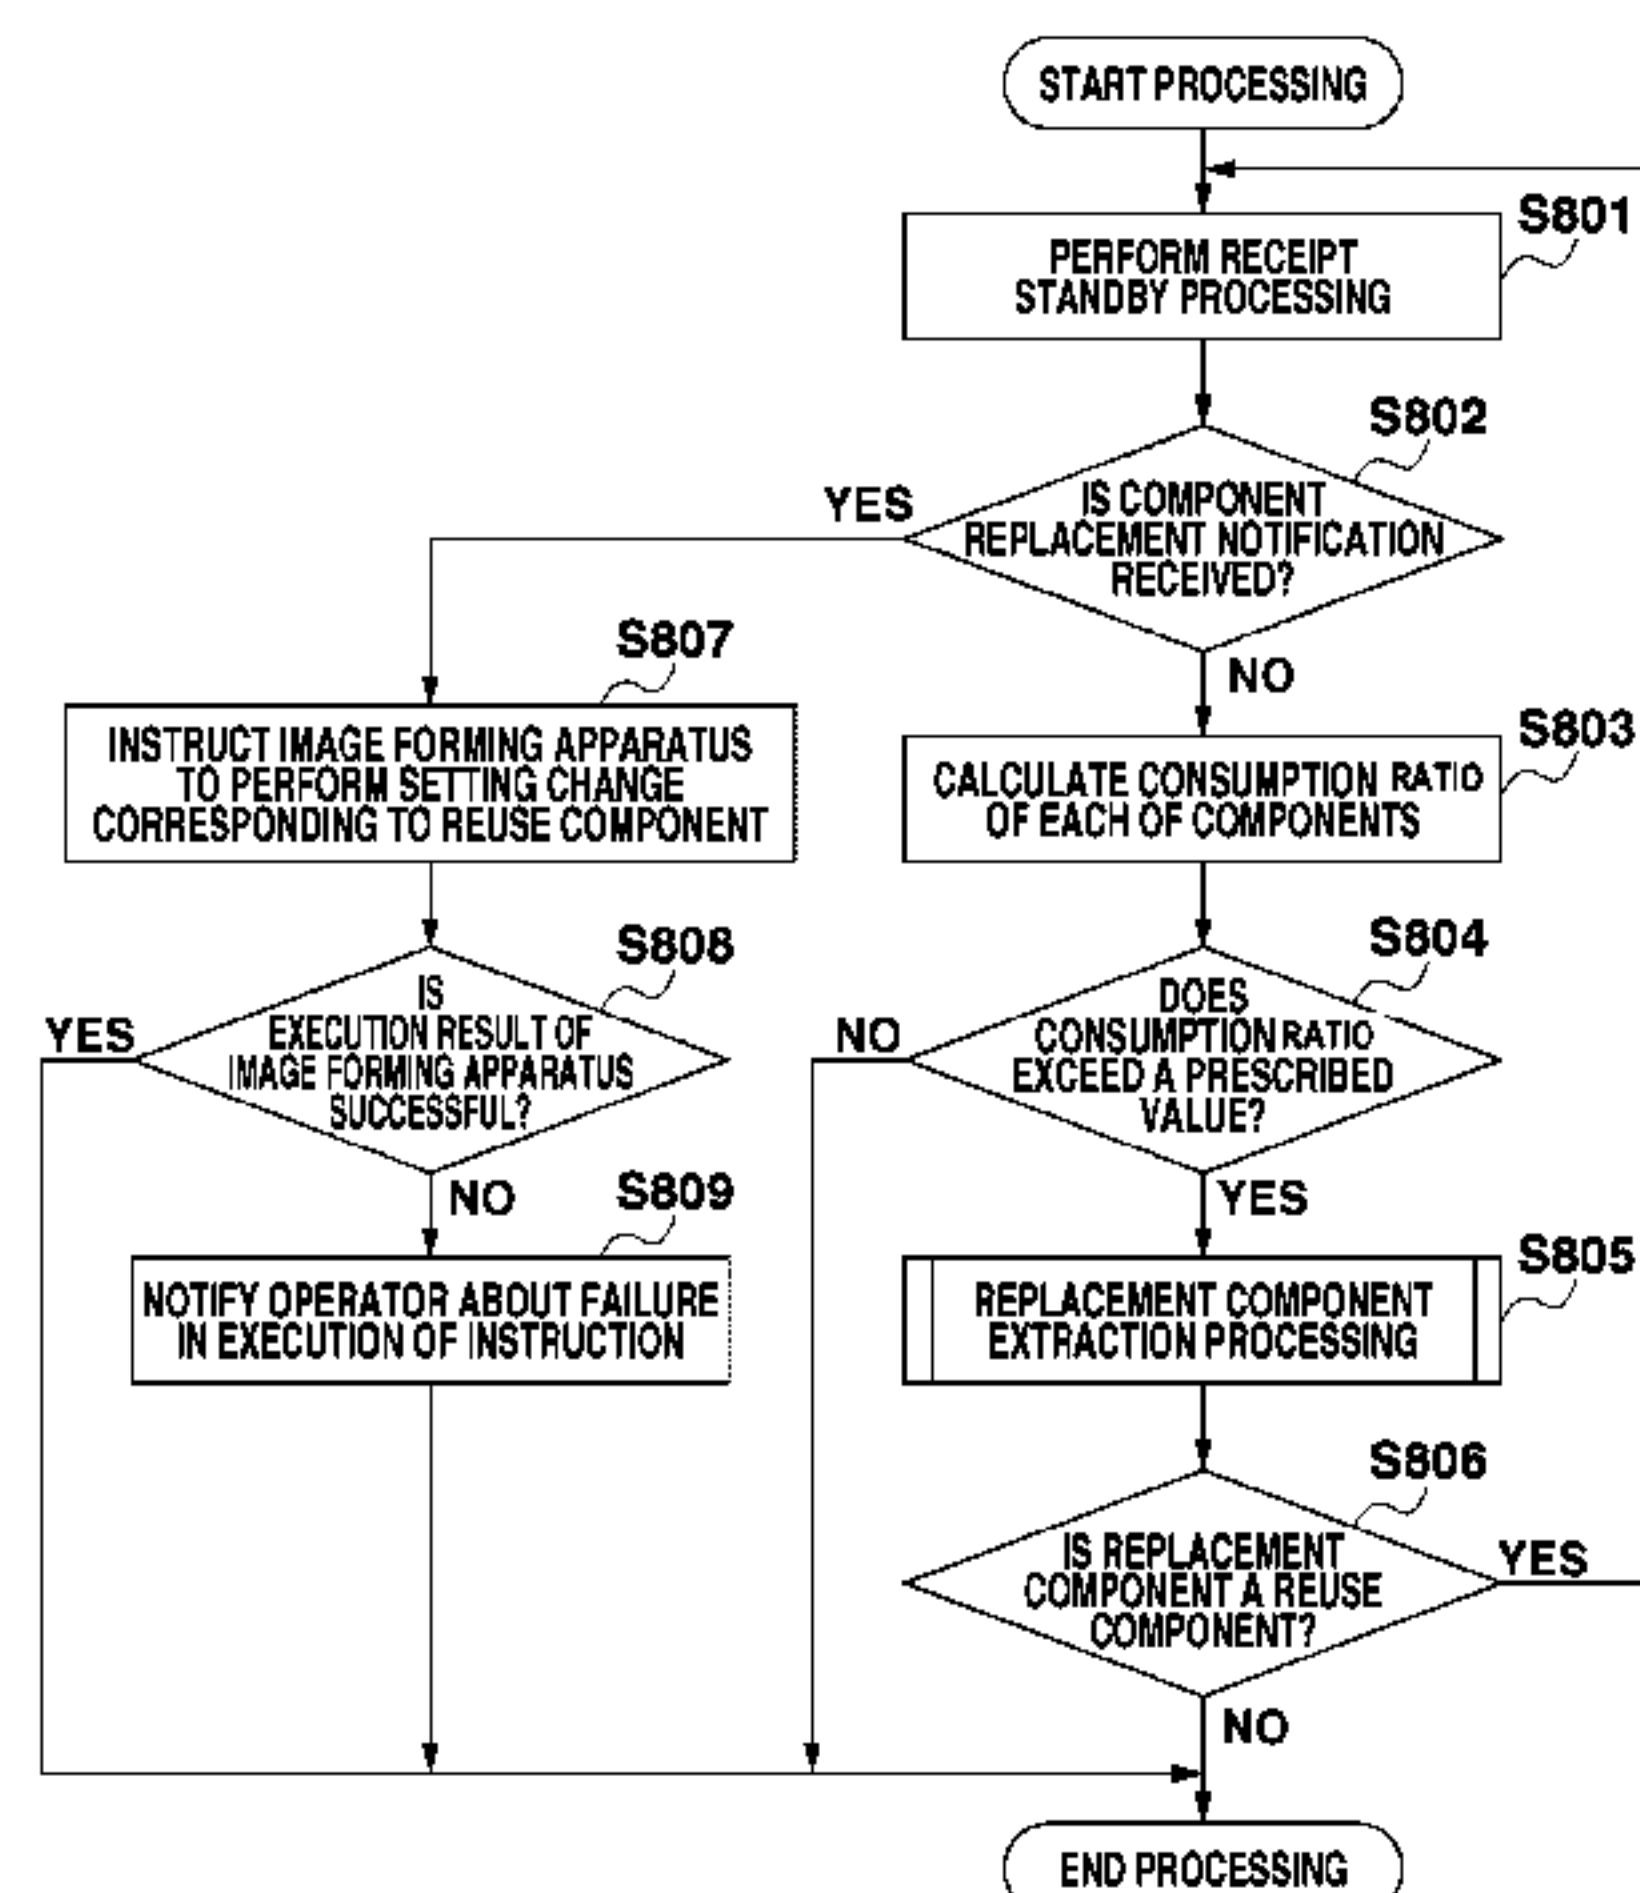 START PROCESSING
S801
PERFORM RECEIPT
STANDBY PROCESSING
S802
IS COMPONENT
REPLACEMENT NOTIFICATION
RECEIVED?
YES
NO
S807
INSTRUCT IMAGE FORMING APPARATUS
TO PERFORM SETTING CHANGE
CORRESPONDING TO REUSE COMPONENT
S803
CALCULATE CONSUMPTION RATIO
OF EACH OF COMPONENTS
S808
IS
EXECUTION RESULT OF
IMAGE FORMING APPARATUS
SUCCESSFUL?
YES
NO
S804
DOES
CONSUMPTION RATIO
EXCEED A PRESCRIBED
VALUE?
NO
YES
S809
NOTIFY OPERATOR ABOUT FAILURE
IN EXECUTION OF INSTRUCTION
S805
REPLACEMENT COMPONENT
EXTRACTION PROCESSING
S806
IS REPLACEMENT
COMPONENT A REUSE
COMPONENT?
YES
NO
END PROCESSING